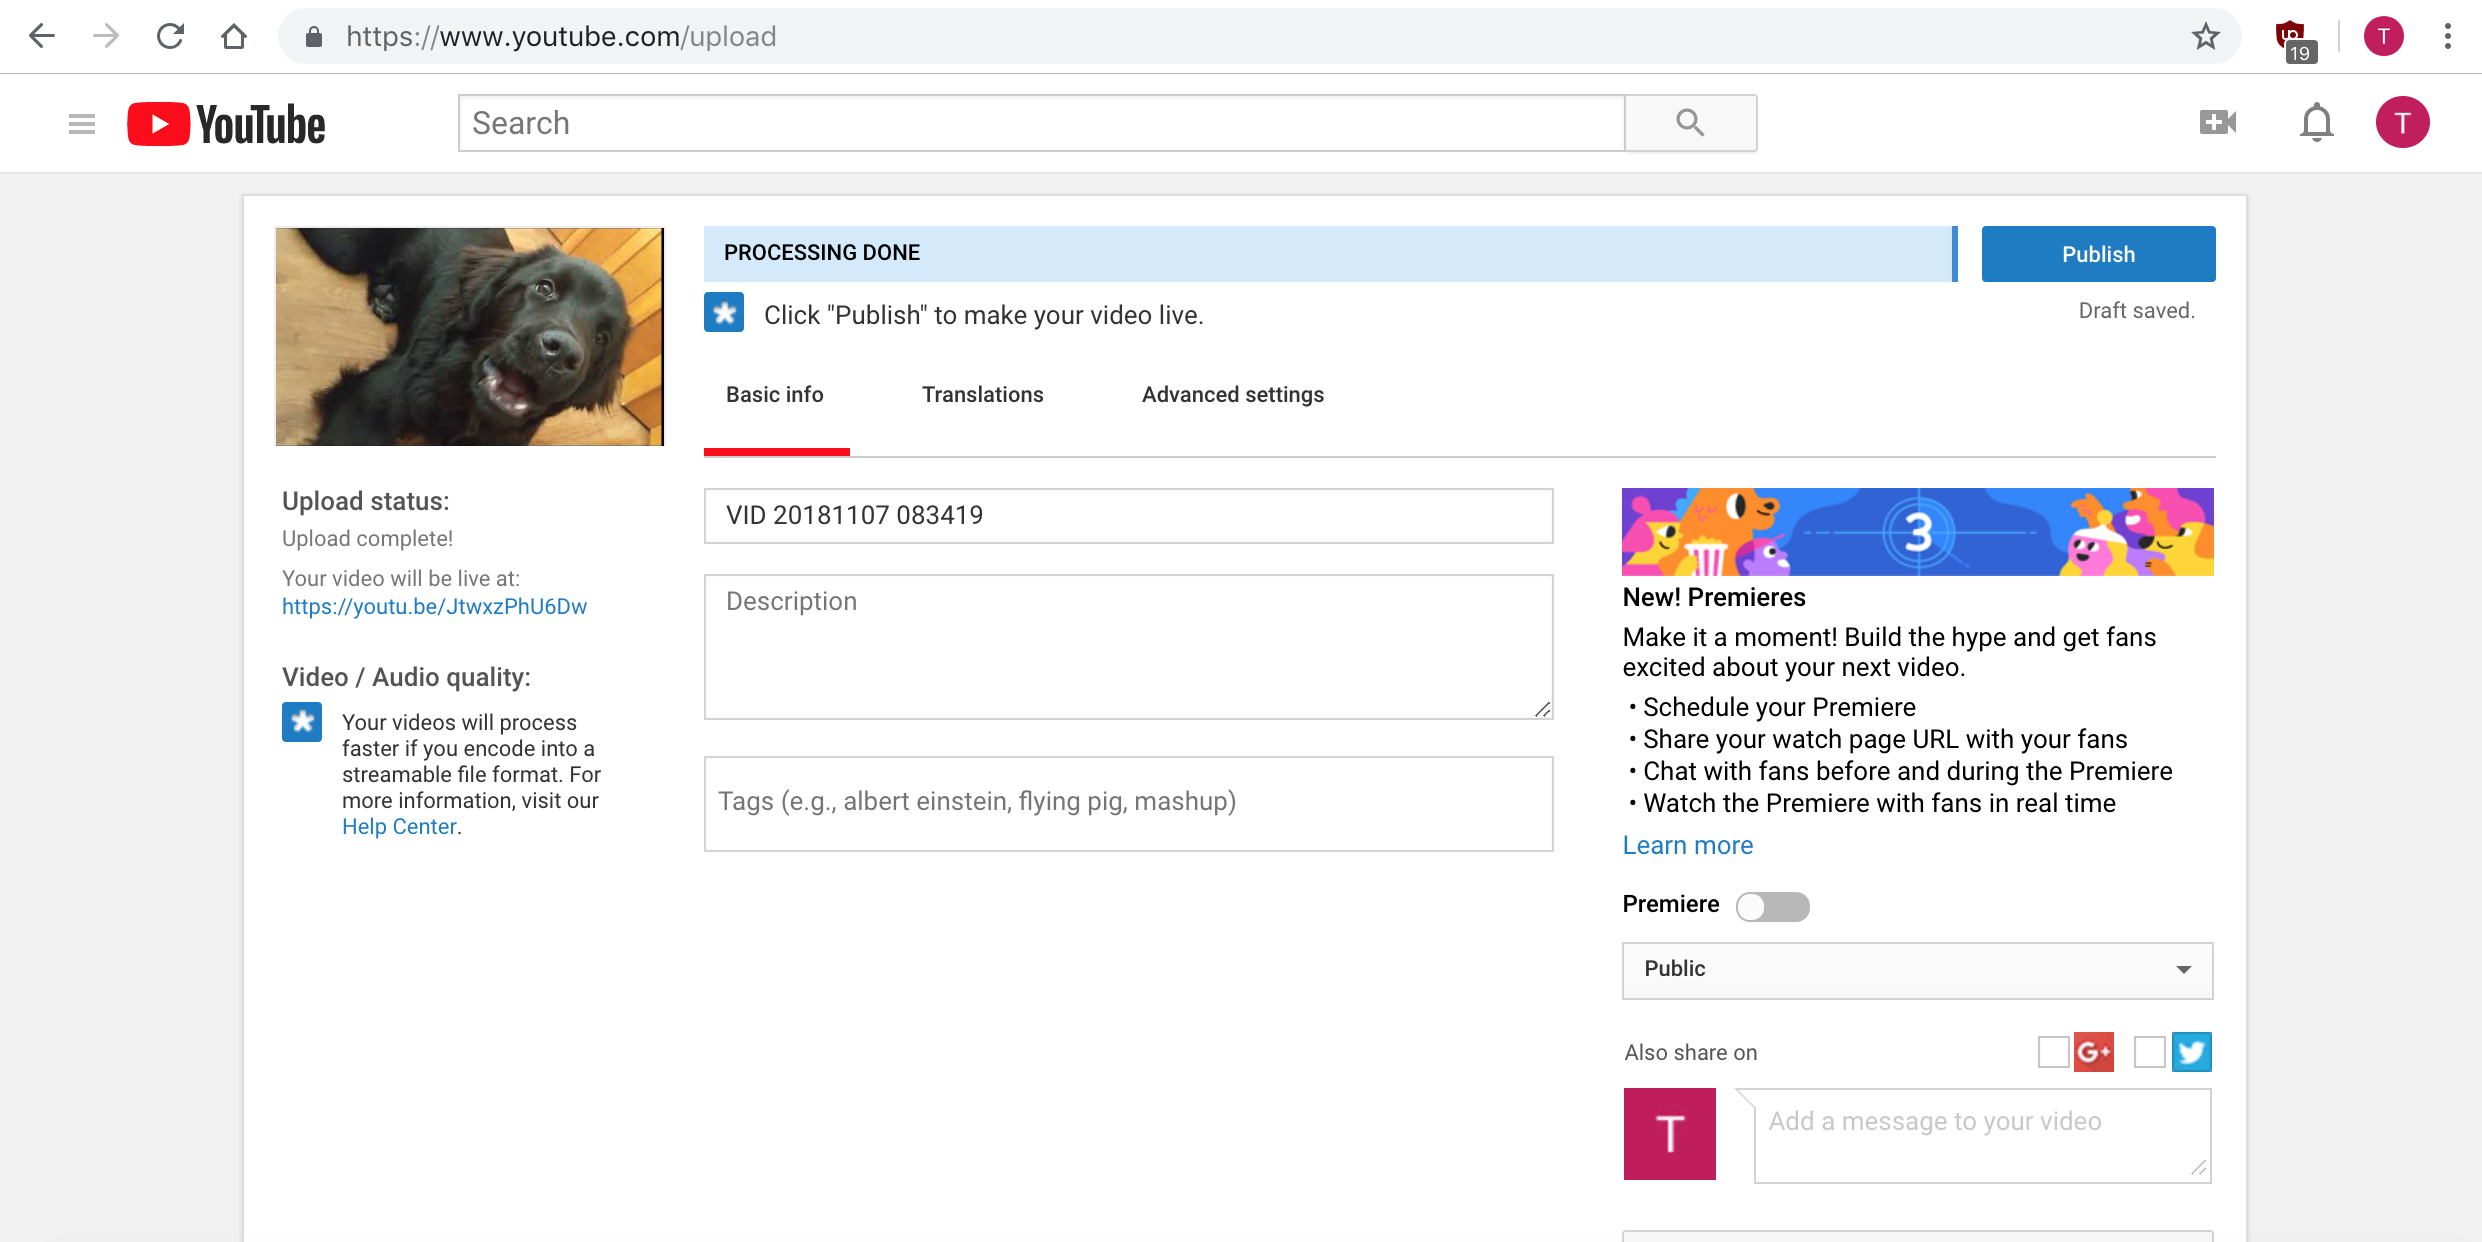 https://www.youtube.com/upload
19
T
YouTube
Search
T
PROCESSING DONE
Publish
Click "Publish" to make your video live.
Draft saved.
Basic info
Translations
Advanced settings
Upload status:
Upload complete!
Your video will be live at:
https://youtu.be/JtwxzPhU6Dw
Video / Audio quality:
Your videos will process
faster if you encode into a
streamable file format. For
more information, visit our
Help Center.
VID 20181107 083419
Description
Tags (e.g., albert einstein, flying pig, mashup)
3
New! Premieres
Make it a moment! Build the hype and get fans
excited about your next video.
• Schedule your Premiere
• Share your watch page URL with your fans
• Chat with fans before and during the Premiere
• Watch the Premiere with fans in real time
Learn more
Premiere
Public
Also share on
G+
T
Add a message to your video